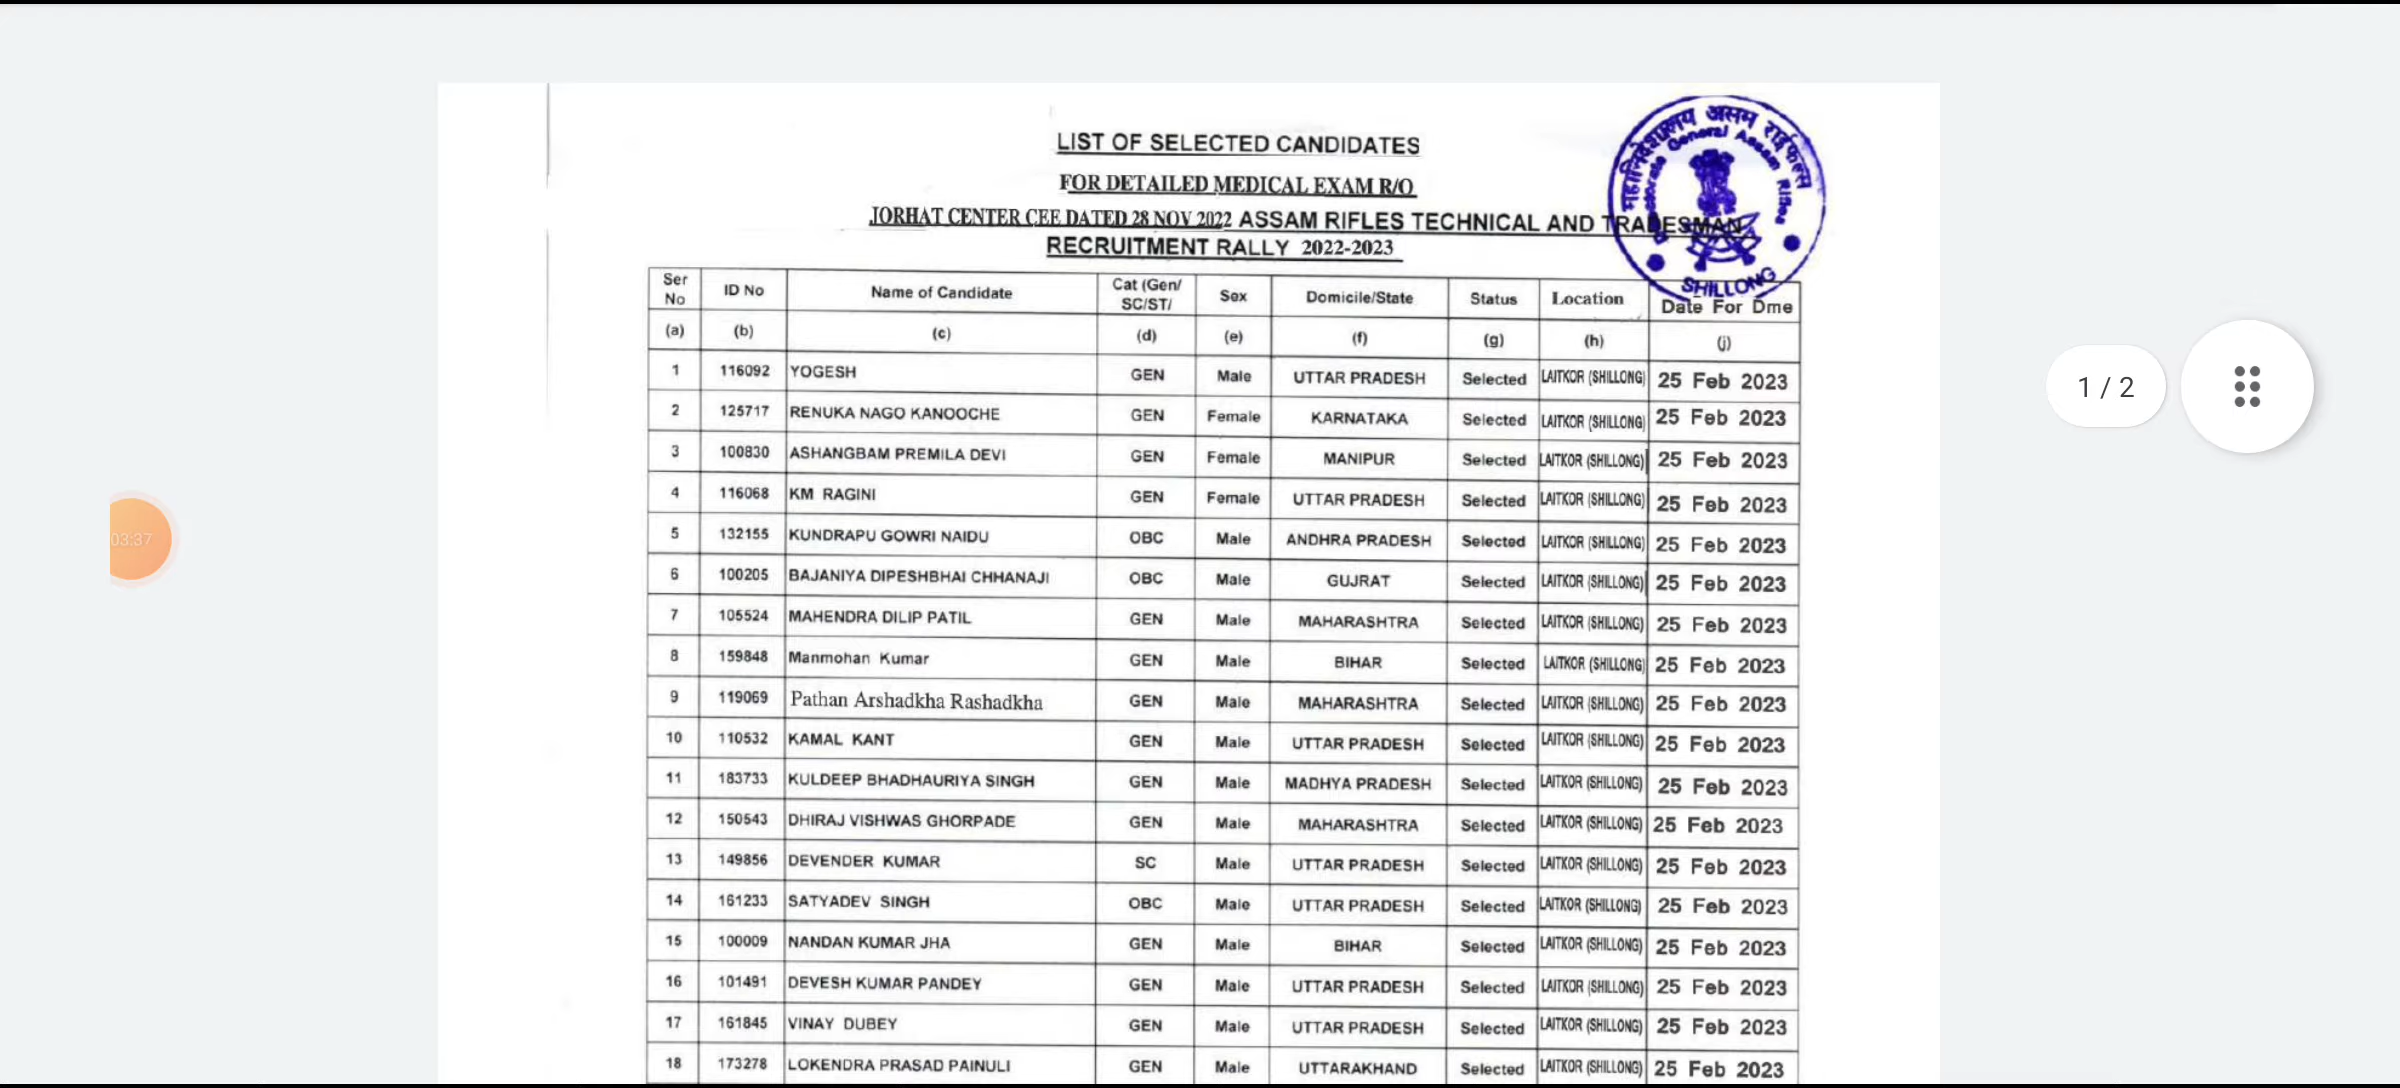 LIST OF SELECTED CANDIDATES
FOR DETAILED MEDICAL EXAM R/O
JORHAT CENTER CEE DATED 28 NOV 2022 ASSAM RIFLES TECHNICAL AND TRADESMAN
RECRUITMENT RALLY 2022-2023
महानिदेशालय असम राईफल्स
General Assam Rifles
SHILLONG
Ser No ID No Name of Candidate Cat (Gen/ SC/ST/ Sex Domicile/State Status Location Date For Dme
(a) (b) (c) (d) (e) (f) (g) (h) (j)
1 116092 YOGESH GEN Male UTTAR PRADESH Selected LAITKOR (SHILLONG) 25 Feb 2023
2 125717 RENUKA NAGO KANOOCHE GEN Female KARNATAKA Selected LAITKOR (SHILLONG) 25 Feb 2023
3 100830 ASHANGBAM PREMILA DEVI GEN Female MANIPUR Selected LAITKOR (SHILLONG) 25 Feb 2023
4 116068 KM RAGINI GEN Female UTTAR PRADESH Selected LAITKOR (SHILLONG) 25 Feb 2023
5 132155 KUNDRAPU GOWRI NAIDU OBC Male ANDHRA PRADESH Selected LAITKOR (SHILLONG) 25 Feb 2023
6 100205 BAJANIYA DIPESHBHAI CHHANAJI OBC Male GUJRAT Selected LAITKOR (SHILLONG) 25 Feb 2023
7 105524 MAHENDRA DILIP PATIL GEN Male MAHARASHTRA Selected LAITKOR (SHILLONG) 25 Feb 2023
8 159848 Manmohan Kumar GEN Male BIHAR Selected LAITKOR (SHILLONG) 25 Feb 2023
9 119069 Pathan Arshadkha Rashadkha GEN Male MAHARASHTRA Selected LAITKOR (SHILLONG) 25 Feb 2023
10 110532 KAMAL KANT GEN Male UTTAR PRADESH Selected LAITKOR (SHILLONG) 25 Feb 2023
11 183733 KULDEEP BHADHAURIYA SINGH GEN Male MADHYA PRADESH Selected LAITKOR (SHILLONG) 25 Feb 2023
12 150543 DHIRAJ VISHWAS GHORPADE GEN Male MAHARASHTRA Selected LAITKOR (SHILLONG) 25 Feb 2023
13 149856 DEVENDER KUMAR SC Male UTTAR PRADESH Selected LAITKOR (SHILLONG) 25 Feb 2023
14 161233 SATYADEV SINGH OBC Male UTTAR PRADESH Selected LAITKOR (SHILLONG) 25 Feb 2023
15 100009 NANDAN KUMAR JHA GEN Male BIHAR Selected LAITKOR (SHILLONG) 25 Feb 2023
16 101491 DEVESH KUMAR PANDEY GEN Male UTTAR PRADESH Selected LAITKOR (SHILLONG) 25 Feb 2023
17 161845 VINAY DUBEY GEN Male UTTAR PRADESH Selected LAITKOR (SHILLONG) 25 Feb 2023
18 173278 LOKENDRA PRASAD PAINULI GEN Male UTTARAKHAND Selected LAITKOR (SHILLONG) 25 Feb 2023
1 / 2
03:37